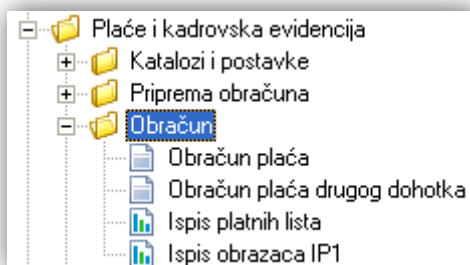 Plaće i kadrovska evidencija
Katalozi i postavke
Priprema obračuna
Obračun
Obračun plaća
Obračun plaća drugog dohotka
Ispis platnih lista
Ispis obrazaca IP1